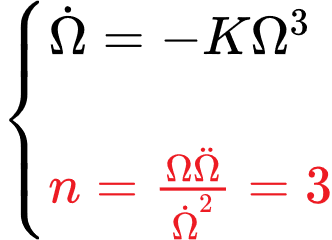 Ω̇ = −KΩ³
n = ΩΩ̈ / Ω̇² = 3